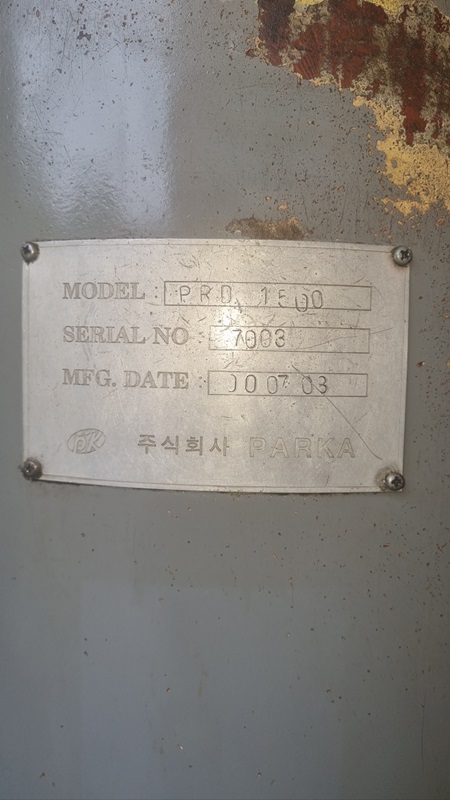 MODEL : PRD 1500
SERIAL NO : 7003
MFG. DATE : 00 07 03
PK 주식회사 PARKA